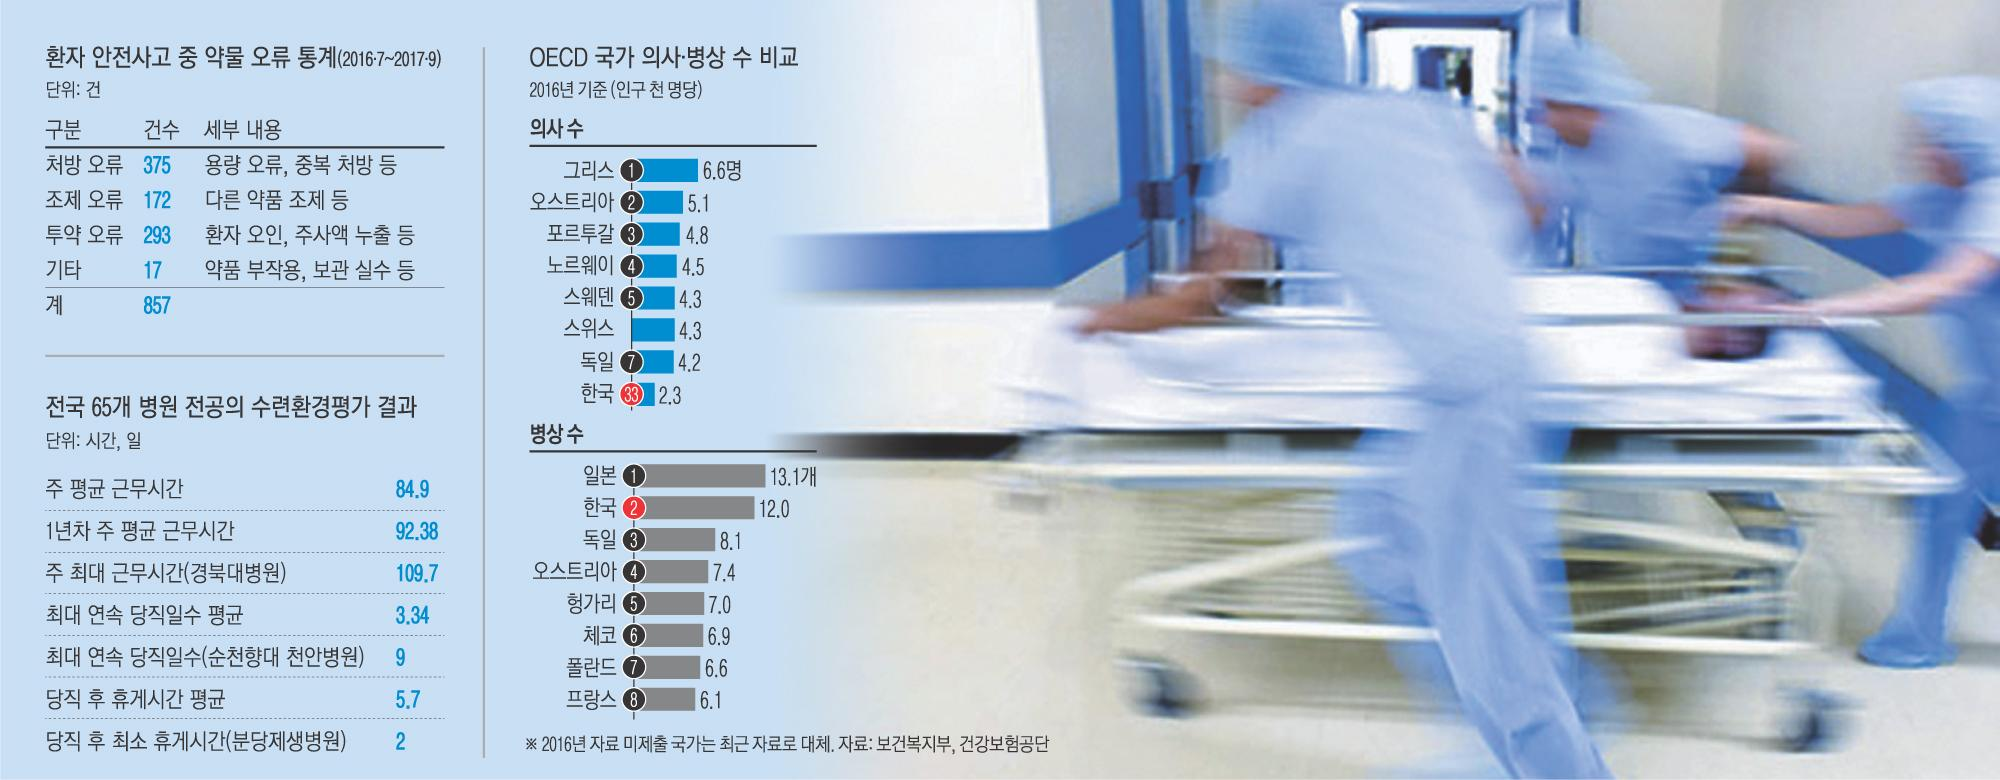 환자 안전사고 중 약물 오류 통계(2016·7~2017·9)
단위: 건
구분 건수 세부 내용
처방 오류 375 용량 오류, 중복 처방 등
조제 오류 172 다른 약품 조제 등
투약 오류 293 환자 오인, 주사액 누출 등
기타 17 약품 부작용, 보관 실수 등
계 857
전국 65개 병원 전공의 수련환경평가 결과
단위: 시간, 일
주 평균 근무시간 84.9
1년차 주 평균 근무시간 92.38
주 최대 근무시간(경북대병원) 109.7
최대 연속 당직일수 평균 3.34
최대 연속 당직일수(순천향대 천안병원) 9
당직 후 휴게시간 평균 5.7
당직 후 최소 휴게시간(분당제생병원) 2
OECD 국가 의사·병상 수 비교
2016년 기준 (인구 천 명당)
의사 수
그리스 1 6.6명
오스트리아 2 5.1
포르투갈 3 4.8
노르웨이 4 4.5
스웨덴 5 4.3
스위스 4.3
독일 7 4.2
한국 33 2.3
병상 수
일본 1 13.1개
한국 2 12.0
독일 3 8.1
오스트리아 4 7.4
헝가리 5 7.0
체코 6 6.9
폴란드 7 6.6
프랑스 8 6.1
※ 2016년 자료 미제출 국가는 최근 자료로 대체. 자료: 보건복지부, 건강보험공단